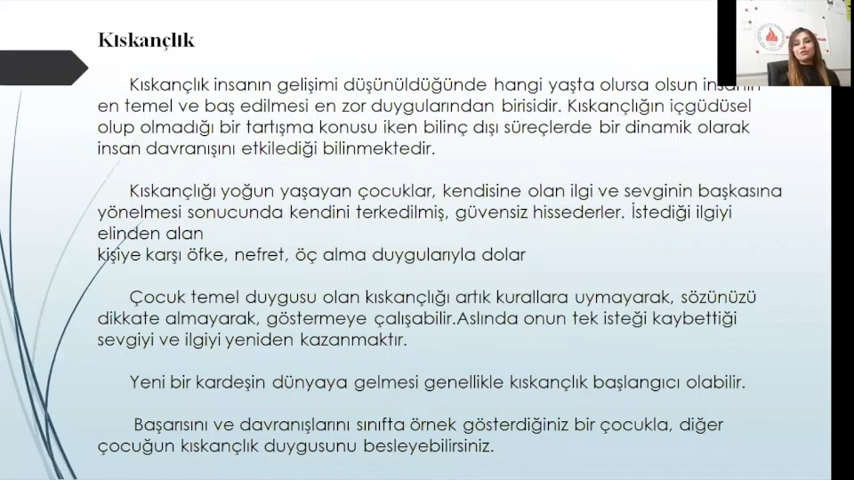 Kıskançlık
Kıskançlık insanın gelişimi düşünüldüğünde hangi yaşta olursa olsun insanın
en temel ve baş edilmesi en zor duygularından birisidir. Kıskançlığın içgüdüsel
olup olmadığı bir tartışma konusu iken bilinç dışı süreçlerde bir dinamik olarak
insan davranışını etkilediği bilinmektedir.
Kıskançlığı yoğun yaşayan çocuklar, kendisine olan ilgi ve sevginin başkasına
yönelmesi sonucunda kendini terkedilmiş, güvensiz hissederler. İstediği ilgiyi
elinden alan
kişiye karşı öfke, nefret, öç alma duygularıyla dolar
Çocuk temel duygusu olan kıskançlığı artık kurallara uymayarak, sözünüzü
dikkate almayarak, göstermeye çalışabilir.Aslında onun tek isteği kaybettiği
sevgiyi ve ilgiyi yeniden kazanmaktır.
Yeni bir kardeşin dünyaya gelmesi genellikle kıskançlık başlangıcı olabilir.
Başarısını ve davranışlarını sınıfta örnek gösterdiğiniz bir çocukla, diğer
çocuğun kıskançlık duygusunu besleyebilirsiniz.